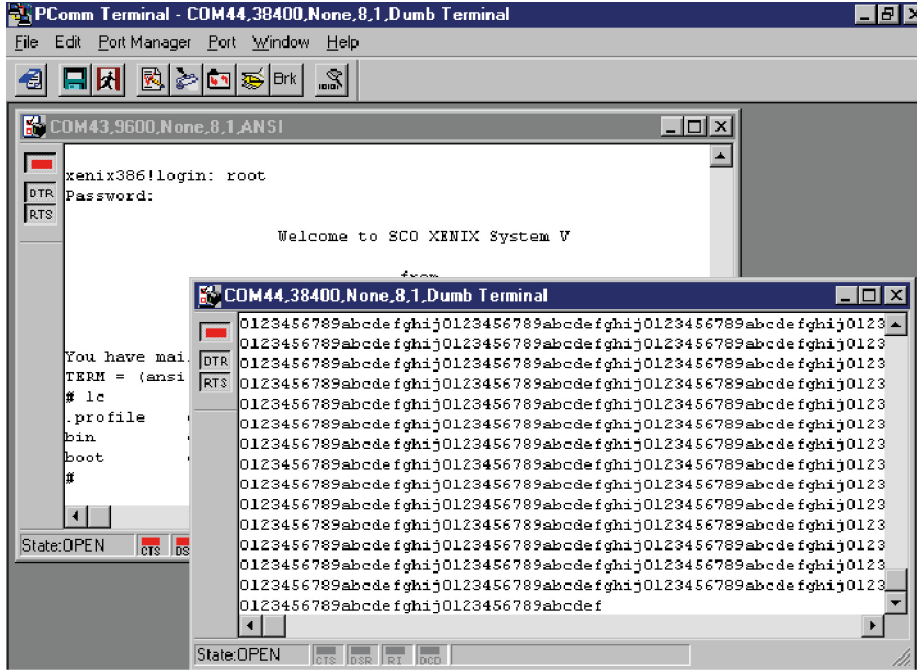 PComm Terminal - COM44,38400,None,8,1,Dumb Terminal
File Edit Port Manager Port Window Help
Brk
COM43,9600,None,8,1,ANSI
DTR
RTS
xenix386!login: root
Password:
Welcome to SCO XENIX System V
from
You have mai
TERM = (ansi
# lc
.profile
bin
boot
#
State:OPEN CTS
COM44,38400,None,8,1,Dumb Terminal
DTR
RTS
0123456789abcdefghij0123456789abcdefghij0123456789abcdefghij0123
0123456789abcdefghij0123456789abcdefghij0123456789abcdefghij0123
0123456789abcdefghij0123456789abcdefghij0123456789abcdefghij0123
0123456789abcdefghij0123456789abcdefghij0123456789abcdefghij0123
0123456789abcdefghij0123456789abcdefghij0123456789abcdefghij0123
0123456789abcdefghij0123456789abcdefghij0123456789abcdefghij0123
0123456789abcdefghij0123456789abcdefghij0123456789abcdefghij0123
0123456789abcdefghij0123456789abcdefghij0123456789abcdefghij0123
0123456789abcdefghij0123456789abcdefghij0123456789abcdefghij0123
0123456789abcdefghij0123456789abcdefghij0123456789abcdefghij0123
0123456789abcdefghij0123456789abcdefghij0123456789abcdefghij0123
0123456789abcdefghij0123456789abcdefghij0123456789abcdefghij0123
0123456789abcdefghij0123456789abcdefghij0123456789abcdefghij0123
0123456789abcdefghij0123456789abcdefghij0123456789abcdefghij0123
0123456789abcdefghij0123456789abcdef
State:OPEN CTS DSR RI DCD